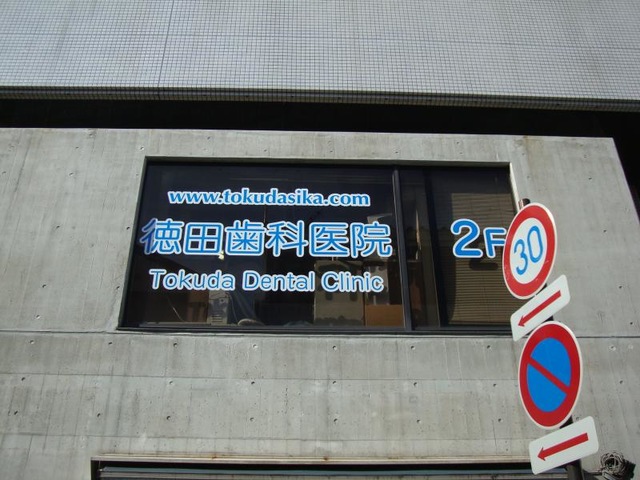 www.tokudasika.com
徳田歯科医院
2F
Tokuda Dental Clinic
30